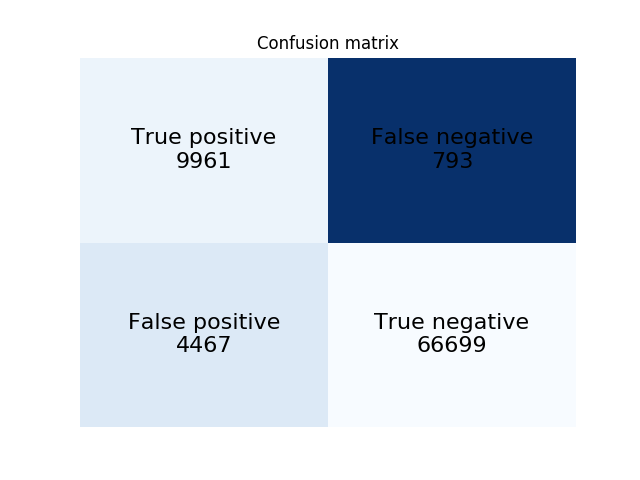 Confusion matrix
True positive
9961
False negative
793
False positive
4467
True negative
66699